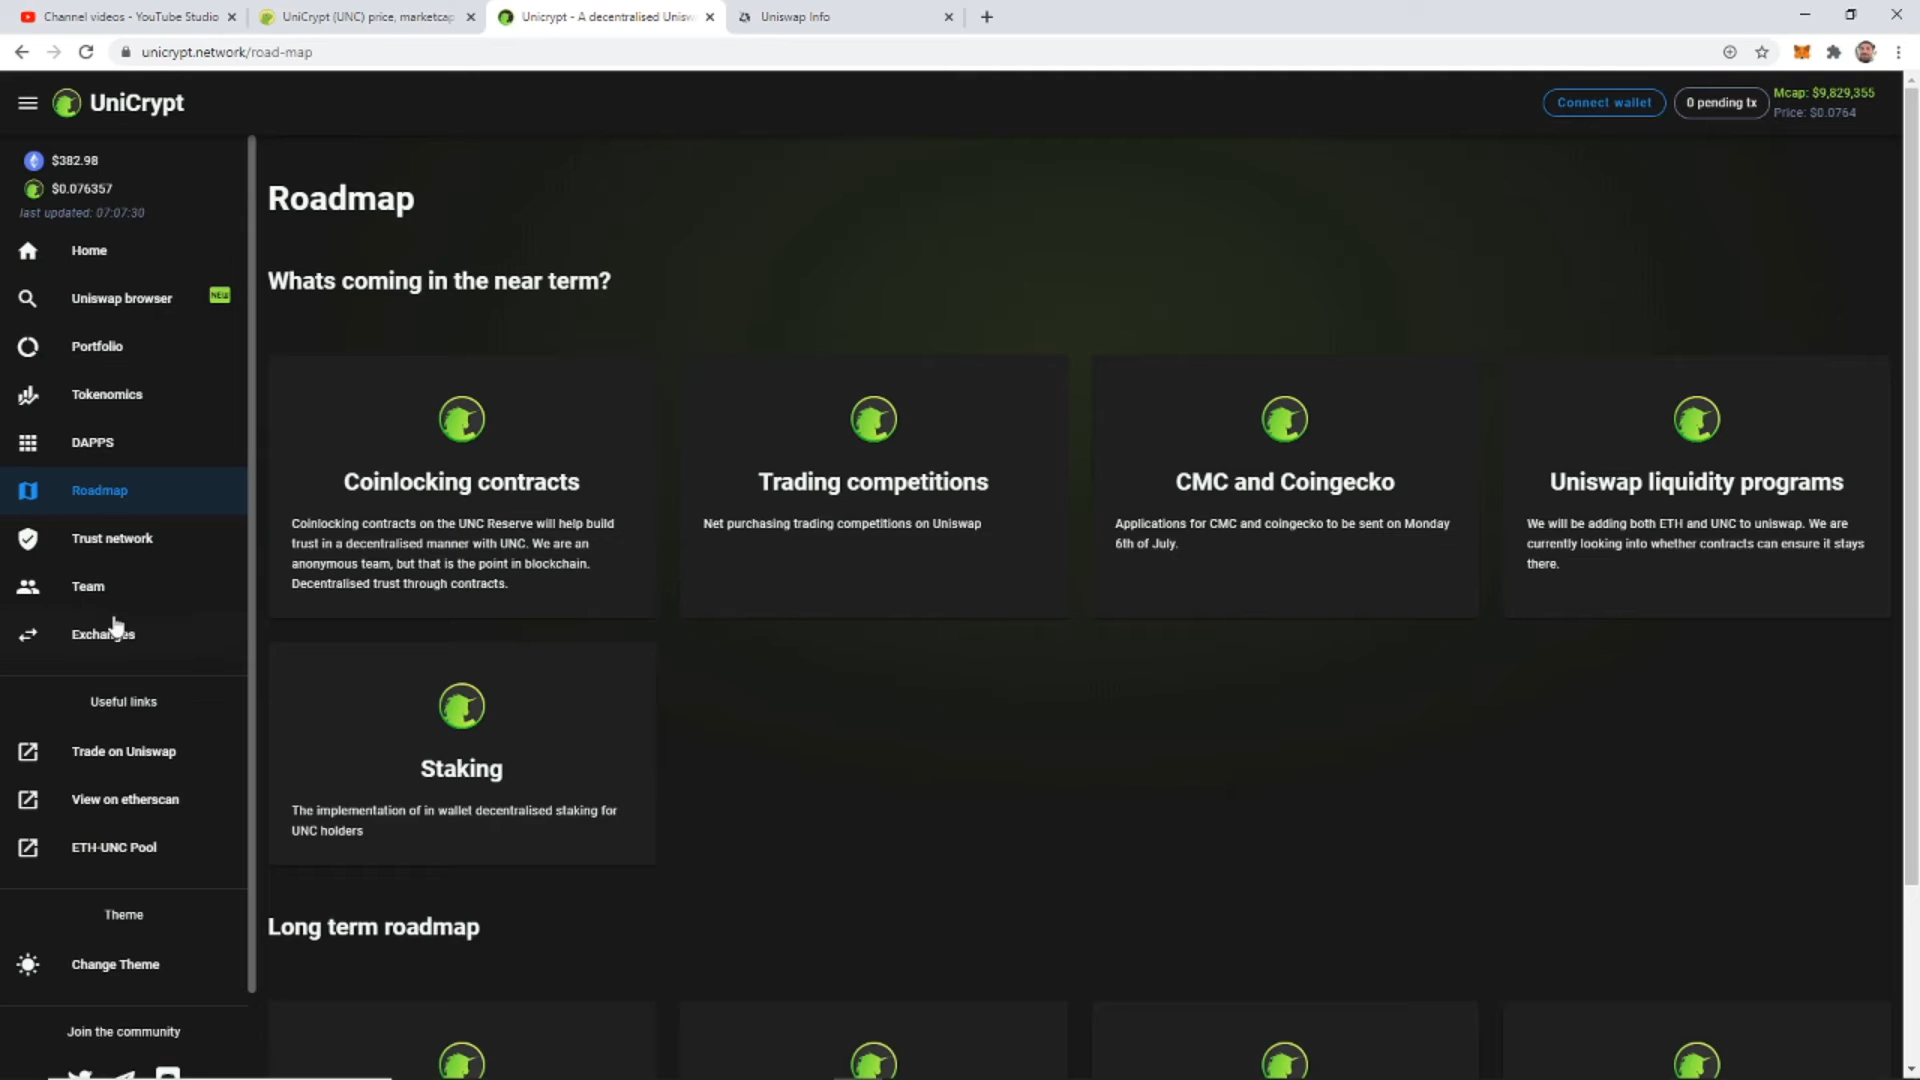 Channel videos - YouTube Studio
UniCrypt (UNC) price, marketcap
Unicrypt - A decentralised Unisw
Uniswap Info
unicrypt.network/road-map
UniCrypt
Connect wallet
0 pending tx
Mcap: $9,829,355
Price: $0.0764
$382.98
$0.076357
last updated: 07:07:30
Home
Uniswap browser
NEW
Portfolio
Tokenomics
DAPPS
Roadmap
Trust network
Team
Exchanges
Useful links
Trade on Uniswap
View on etherscan
ETH-UNC Pool
Theme
Change Theme
Join the community
Roadmap
Whats coming in the near term?
Coinlocking contracts
Coinlocking contracts on the UNC Reserve will help build
trust in a decentralised manner with UNC. We are an
anonymous team, but that is the point in blockchain.
Decentralised trust through contracts.
Trading competitions
Net purchasing trading competitions on Uniswap
CMC and Coingecko
Applications for CMC and coingecko to be sent on Monday
6th of July.
Uniswap liquidity programs
We will be adding both ETH and UNC to uniswap. We are
currently looking into whether contracts can ensure it stays
there.
Staking
The implementation of in wallet decentralised staking for
UNC holders
Long term roadmap